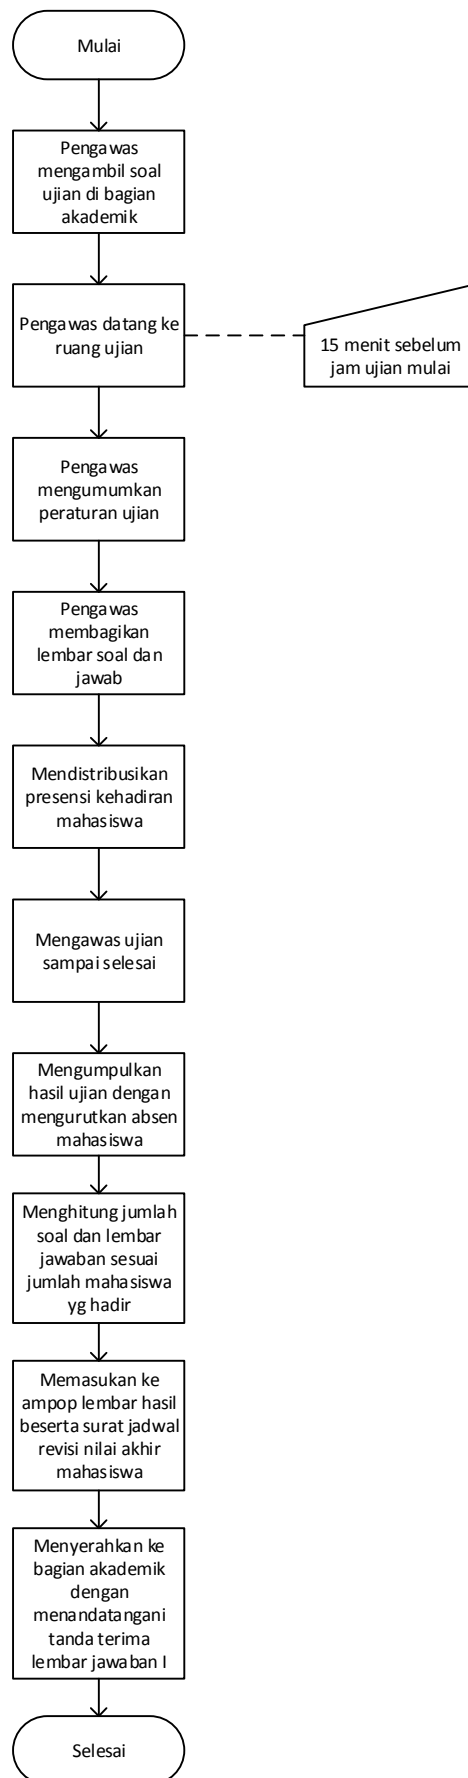 Mulai
Pengawas
mengambil soal
ujian di bagian
akademik
Pengawas datang ke
ruang ujian
15 menit sebelum
jam ujian mulai
Pengawas
mengumumkan
peraturan ujian
Pengawas
membagikan
lembar soal dan
jawab
Mendistribusikan
presensi kehadiran
mahasiswa
Mengawas ujian
sampai selesai
Mengumpulkan
hasil ujian dengan
mengurutkan absen
mahasiswa
Menghitung jumlah
soal dan lembar
jawaban sesuai
jumlah mahasiswa
yg hadir
Memasukan ke
ampop lembar hasil
beserta surat jadwal
revisi nilai akhir
mahasiswa
Menyerahkan ke
bagian akademik
dengan
menandatangani
tanda terima
lembar jawaban I
Selesai